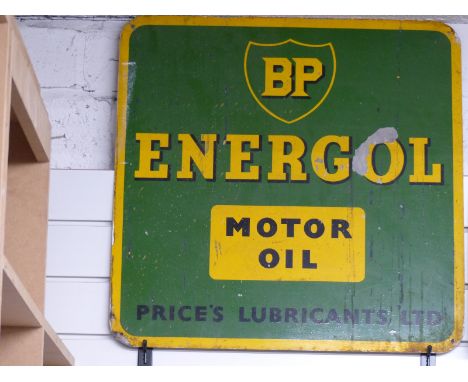 BP
ENERGOL
MOTOR
OIL
PRICE'S LUBRICANTS LTD